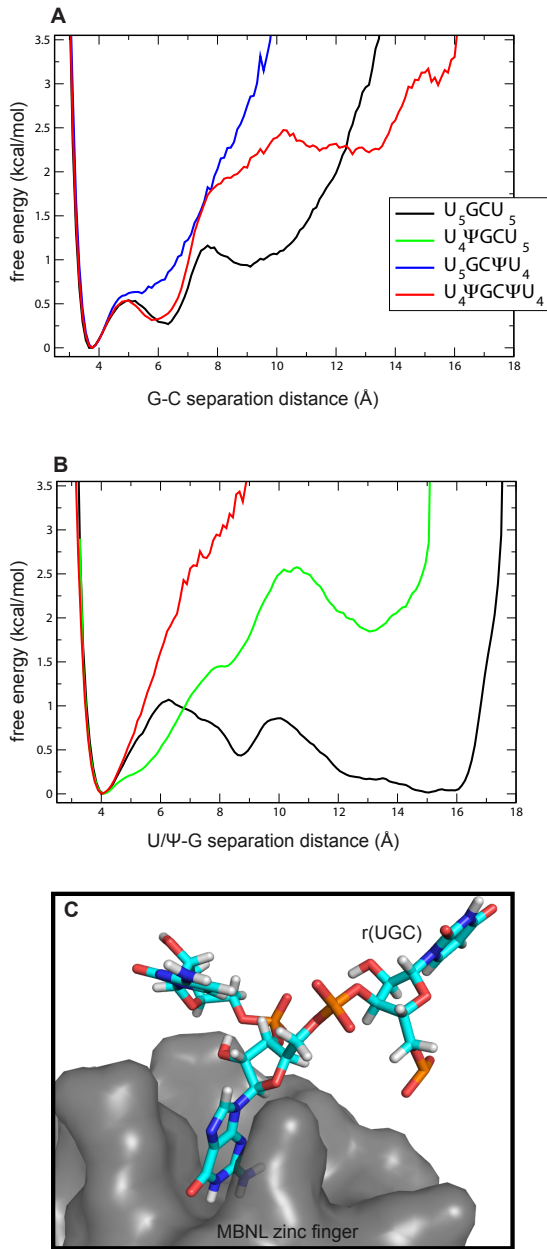 A
3.5
3
2.5
2
1.5
1
0.5
0
free energy (kcal/mol)
4 6 8 10 12 14 16 18
G-C separation distance (Å)
U₅GCU₅
U₄ΨGCU₅
U₅GCΨU₄
U₄ΨGCΨU₄
B
3.5
3
2.5
2
1.5
1
0.5
0
free energy (kcal/mol)
4 6 8 10 12 14 16 18
U/Ψ-G separation distance (Å)
C
r(UGC)
MBNL zinc finger